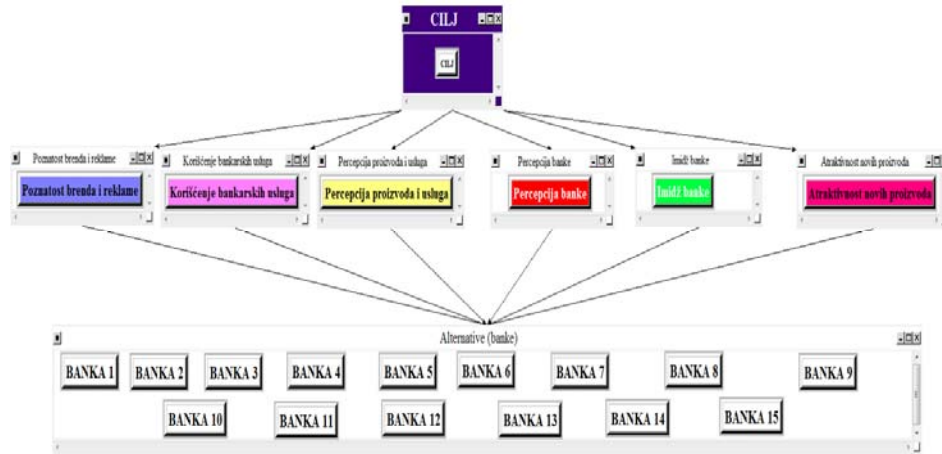 CILJ
CILJ
Poznatost brenda i reklame
Korišćenje bankarskih usluga
Percepcija proizvoda i usluga
Percepcija banke
Imidž banke
Atraktivnost novih proizvoda
Poznatost brenda i reklame
Korišćenje bankarskih usluga
Percepcija proizvoda i usluga
Percepcija banke
Imidž banke
Atraktivnost novih proizvoda
Alternative (banke)
BANKA 1 BANKA 2 BANKA 3 BANKA 4 BANKA 5 BANKA 6 BANKA 7 BANKA 8 BANKA 9
BANKA 10 BANKA 11 BANKA 12 BANKA 13 BANKA 14 BANKA 15